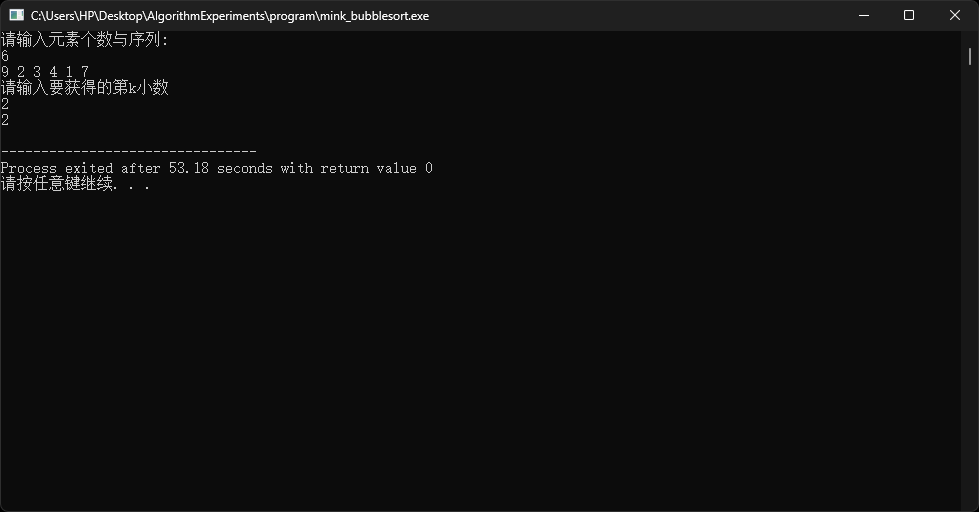 C:\Users\HP\Desktop\AlgorithmExperiments\program\mink_bubblesort.exe
请输入元素个数与序列:
6
9 2 3 4 1 7
请输入要获得的第k小数
2
2
--------------------------------
Process exited after 53.18 seconds with return value 0
请按任意键继续. . .